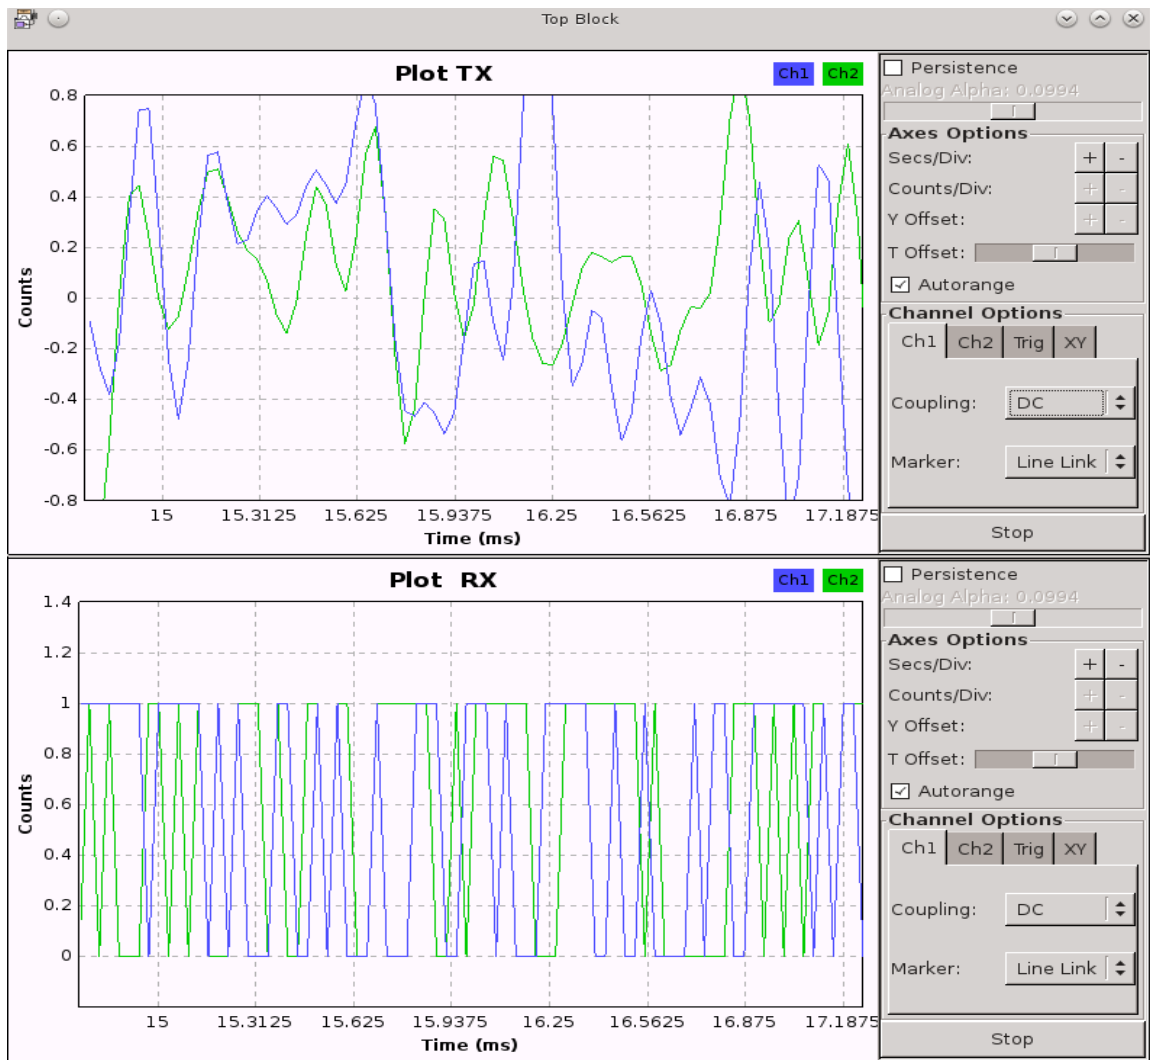 Top Block
Plot TX
Ch1 Ch2
0.8
0.6
0.4
0.2
0
-0.2
-0.4
-0.6
-0.8
Counts
15 15.3125 15.625 15.9375 16.25 16.5625 16.875 17.1875
Time (ms)
Persistence
Analog Alpha: 0.0994
Axes Options
Secs/Div: + -
Counts/Div: + -
Y Offset: + -
T Offset:
Autorange
Channel Options
Ch1 Ch2 Trig XY
Coupling: DC
Marker: Line Link
Stop
Plot RX
Ch1 Ch2
1.4
1.2
1
0.8
0.6
0.4
0.2
0
Counts
15 15.3125 15.625 15.9375 16.25 16.5625 16.875 17.1875
Time (ms)
Persistence
Analog Alpha: 0.0994
Axes Options
Secs/Div: + -
Counts/Div: + -
Y Offset: + -
T Offset:
Autorange
Channel Options
Ch1 Ch2 Trig XY
Coupling: DC
Marker: Line Link
Stop